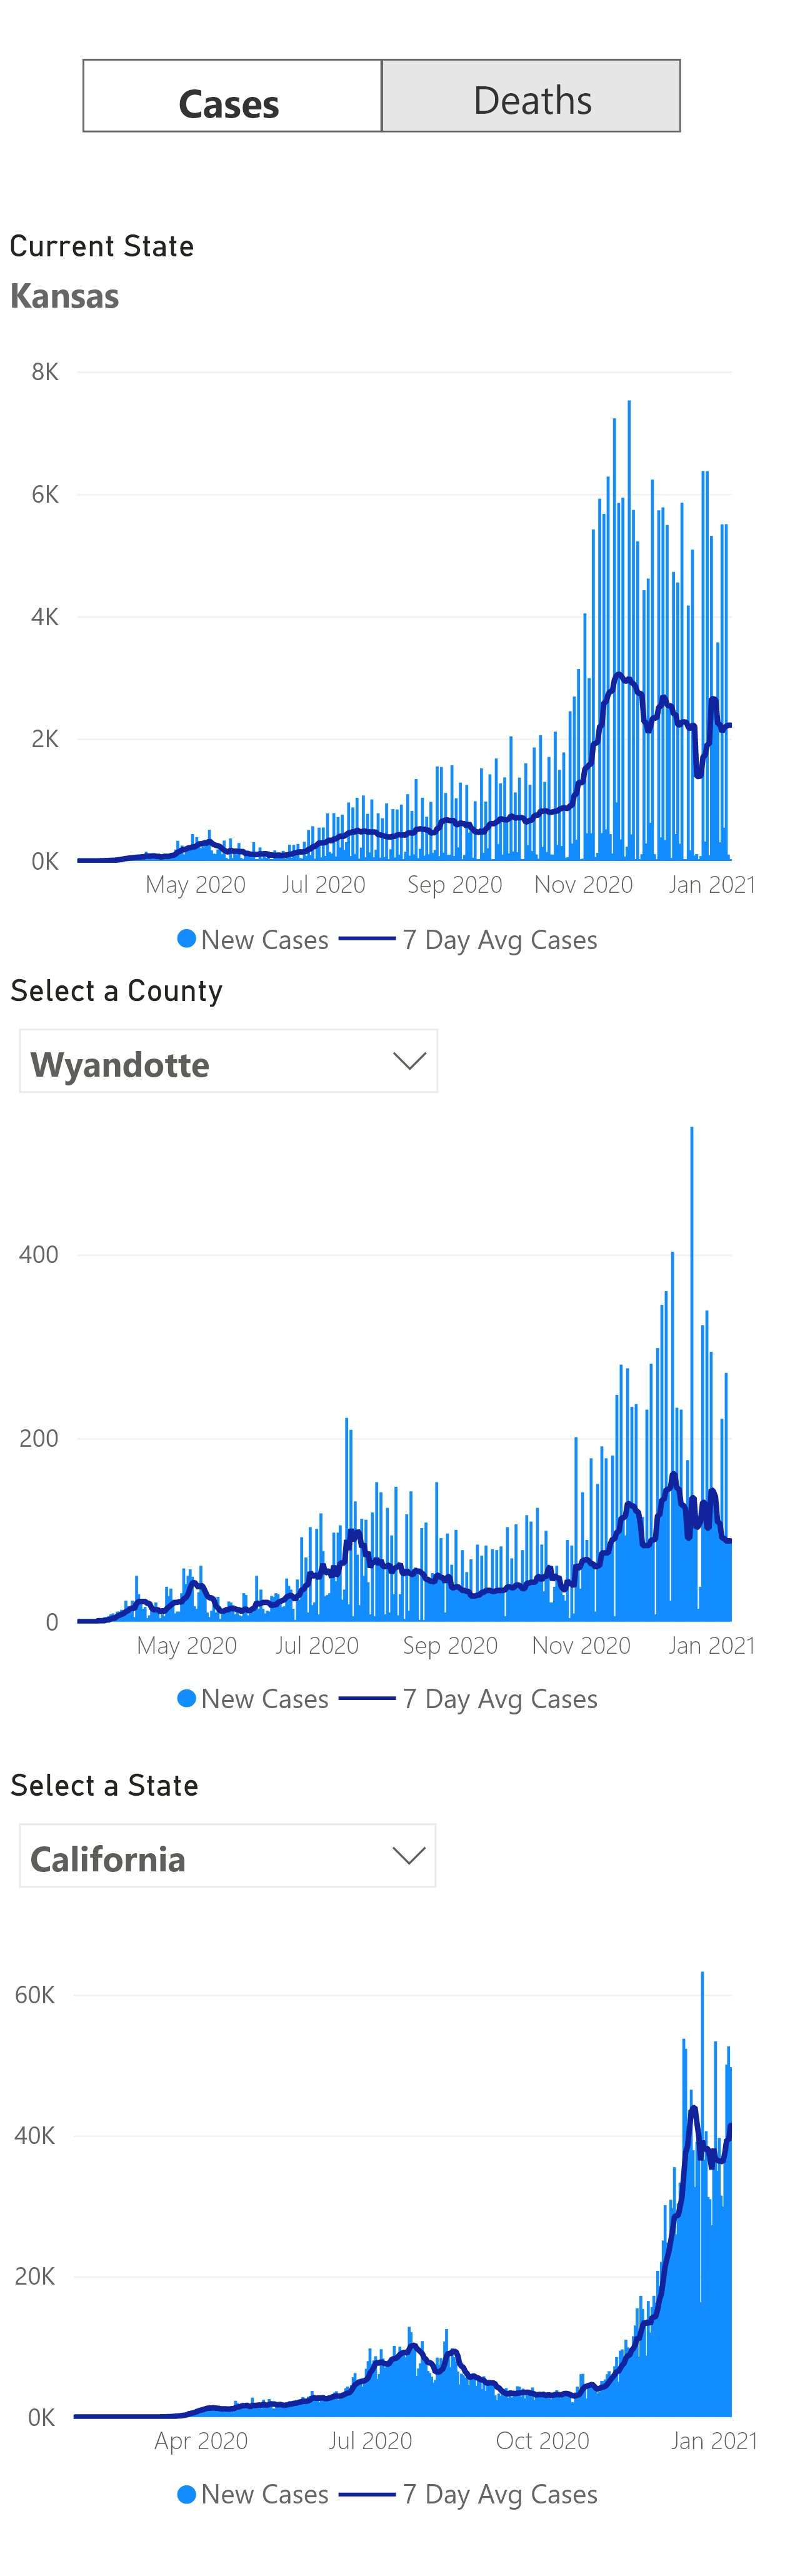 Cases Deaths
Current State
Kansas
8K
6K
4K
2K
0K
May 2020 Jul 2020 Sep 2020 Nov 2020 Jan 2021
New Cases 7 Day Avg Cases
Select a County
Wyandotte
400
200
0
May 2020 Jul 2020 Sep 2020 Nov 2020 Jan 2021
New Cases 7 Day Avg Cases
Select a State
California
60K
40K
20K
0K
Apr 2020 Jul 2020 Oct 2020 Jan 2021
New Cases 7 Day Avg Cases